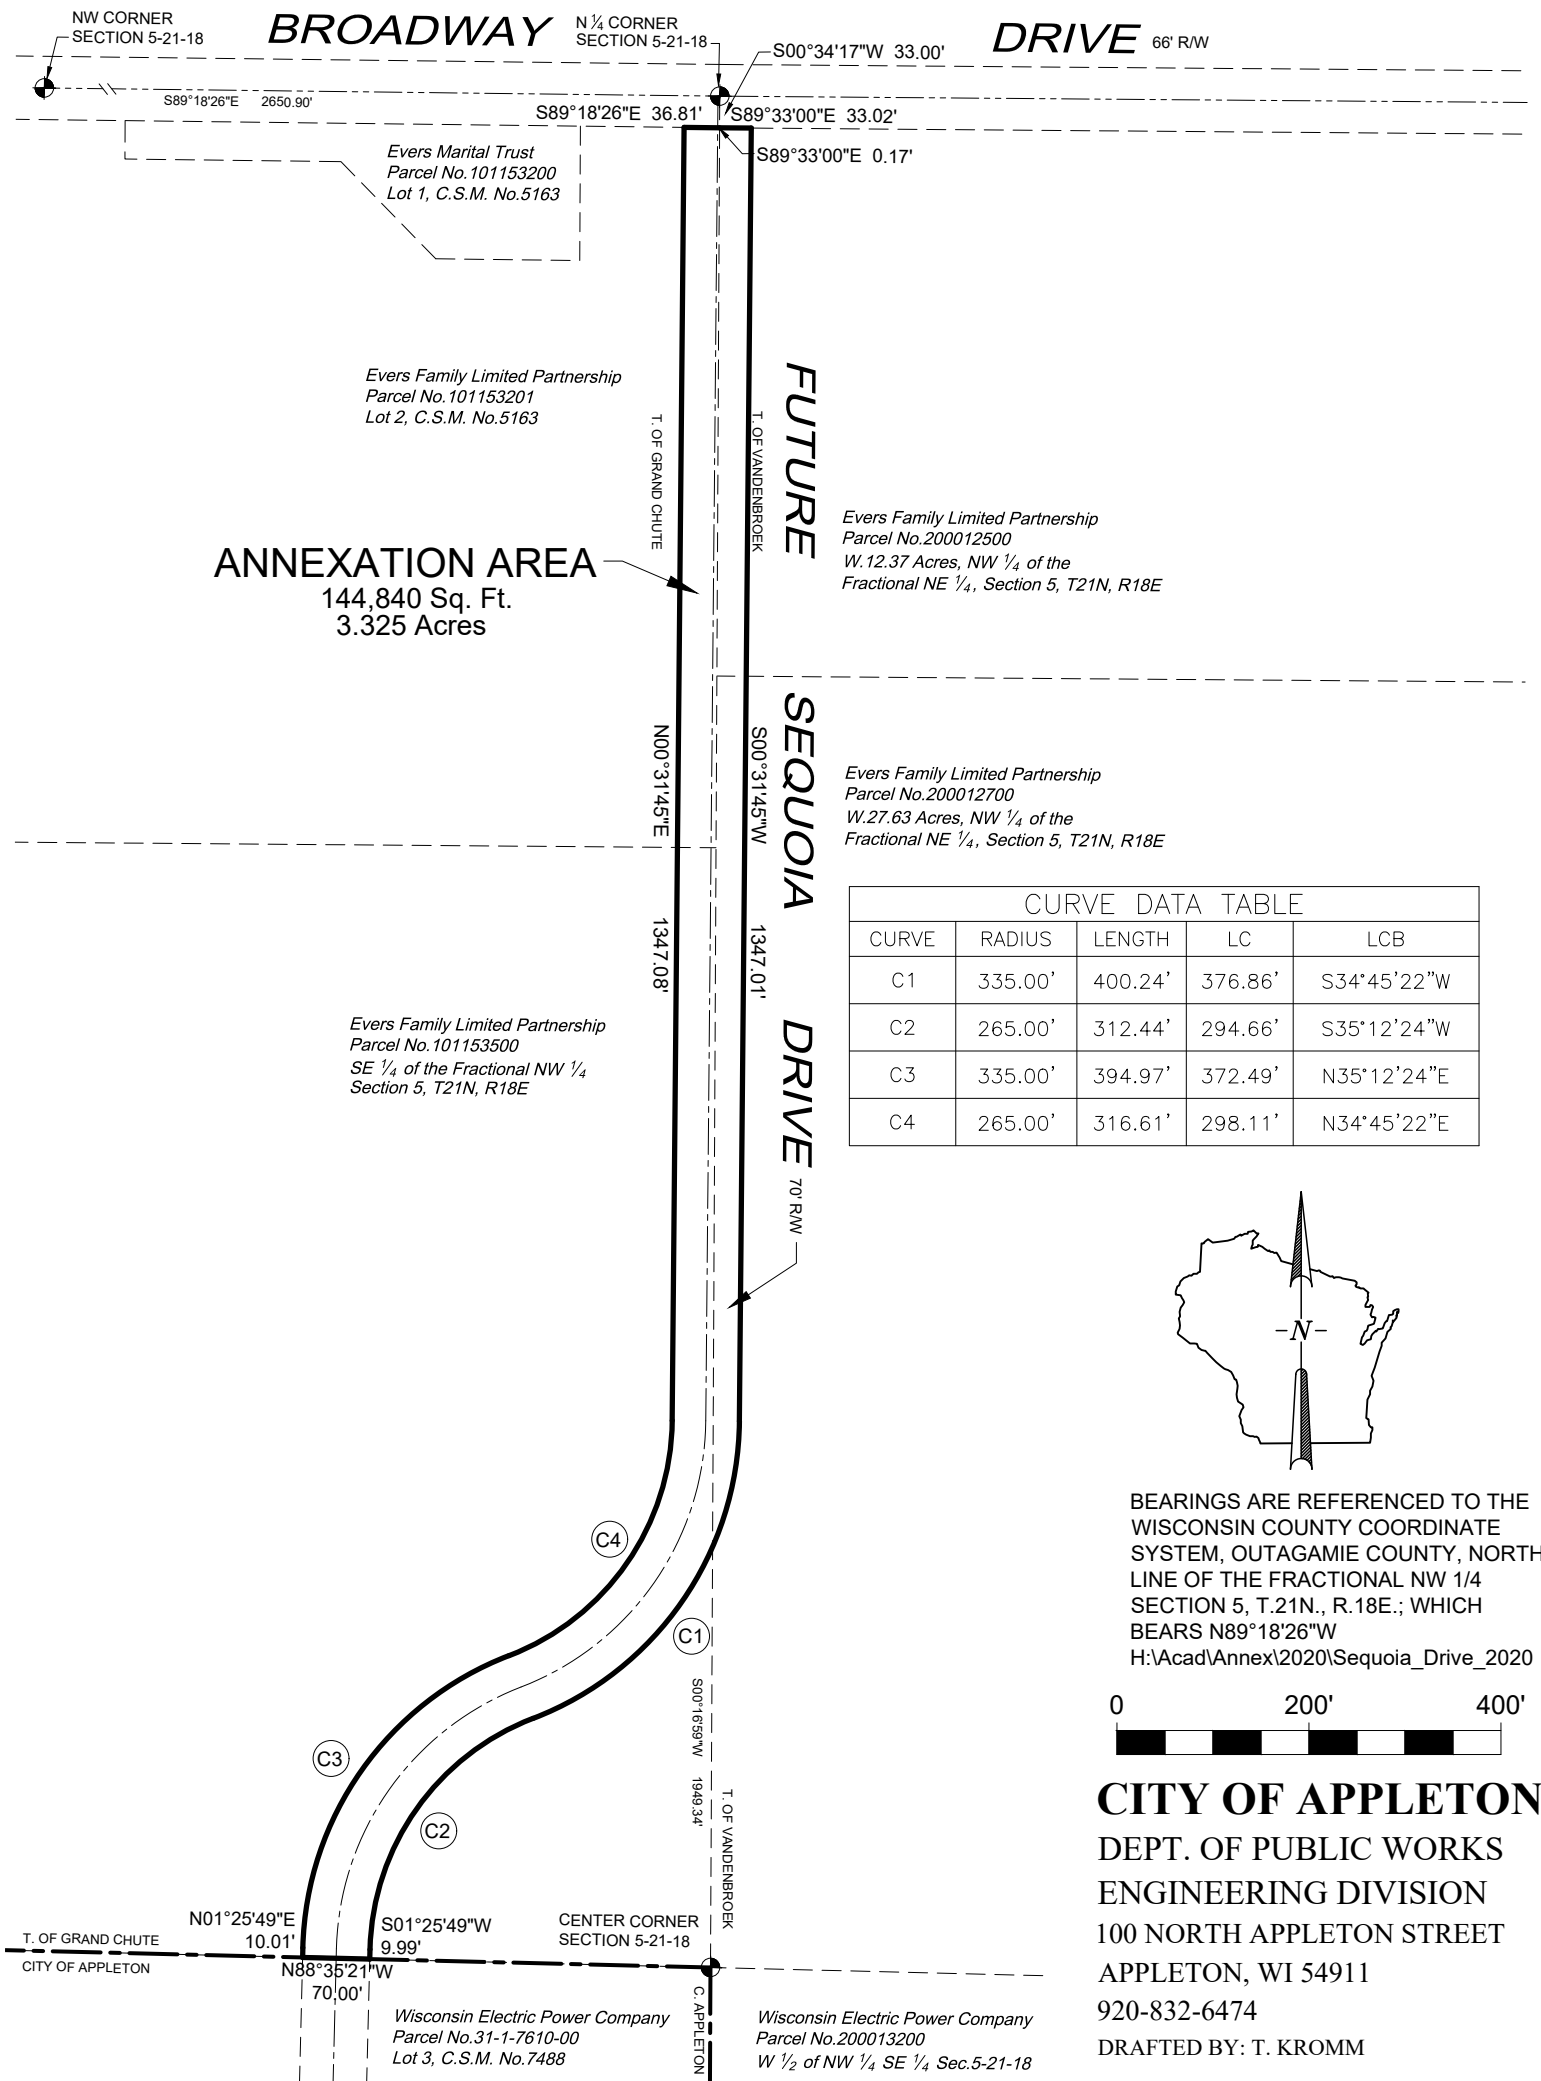 NW CORNER
SECTION 5-21-18
BROADWAY
N ¼ CORNER
SECTION 5-21-18
DRIVE 66' R/W
S00°34'17"W 33.00'
S89°18'26"E 2650.90'
S89°18'26"E 36.81'
S89°33'00"E 33.02'
S89°33'00"E 0.17'
Evers Marital Trust
Parcel No.101153200
Lot 1, C.S.M. No.5163
Evers Family Limited Partnership
Parcel No.101153201
Lot 2, C.S.M. No.5163
T. OF GRAND CHUTE
T. OF VANDENBROEK
FUTURE
Evers Family Limited Partnership
Parcel No.200012500
W.12.37 Acres, NW ¼ of the
Fractional NE ¼, Section 5, T21N, R18E
ANNEXATION AREA
144,840 Sq. Ft.
3.325 Acres
N00°31'45"E 1347.08'
S00°31'45"W 1347.01'
SEQUOIA
Evers Family Limited Partnership
Parcel No.200012700
W.27.63 Acres, NW ¼ of the
Fractional NE ¼, Section 5, T21N, R18E
CURVE DATA TABLE
CURVE RADIUS LENGTH LC LCB
C1 335.00' 400.24' 376.86' S34°45'22"W
C2 265.00' 312.44' 294.66' S35°12'24"W
C3 335.00' 394.97' 372.49' N35°12'24"E
C4 265.00' 316.61' 298.11' N34°45'22"E
Evers Family Limited Partnership
Parcel No.101153500
SE ¼ of the Fractional NW ¼
Section 5, T21N, R18E
DRIVE 70' R/W
-N-
BEARINGS ARE REFERENCED TO THE
WISCONSIN COUNTY COORDINATE
SYSTEM, OUTAGAMIE COUNTY, NORTH
LINE OF THE FRACTIONAL NW 1/4
SECTION 5, T.21N., R.18E.; WHICH
BEARS N89°18'26"W
H:\Acad\Annex\2020\Sequoia_Drive_2020
C4
C1
C3
C2
S00°16'59"W 1949.34'
T. OF VANDENBROEK
0 200' 400'
CITY OF APPLETON
DEPT. OF PUBLIC WORKS
ENGINEERING DIVISION
100 NORTH APPLETON STREET
APPLETON, WI 54911
920-832-6474
DRAFTED BY: T. KROMM
N01°25'49"E
10.01'
S01°25'49"W
9.99'
CENTER CORNER
SECTION 5-21-18
T. OF GRAND CHUTE
CITY OF APPLETON
N88°35'21"W
70.00'
C. APPLETON
Wisconsin Electric Power Company
Parcel No.31-1-7610-00
Lot 3, C.S.M. No.7488
Wisconsin Electric Power Company
Parcel No.200013200
W ½ of NW ¼ SE ¼ Sec.5-21-18